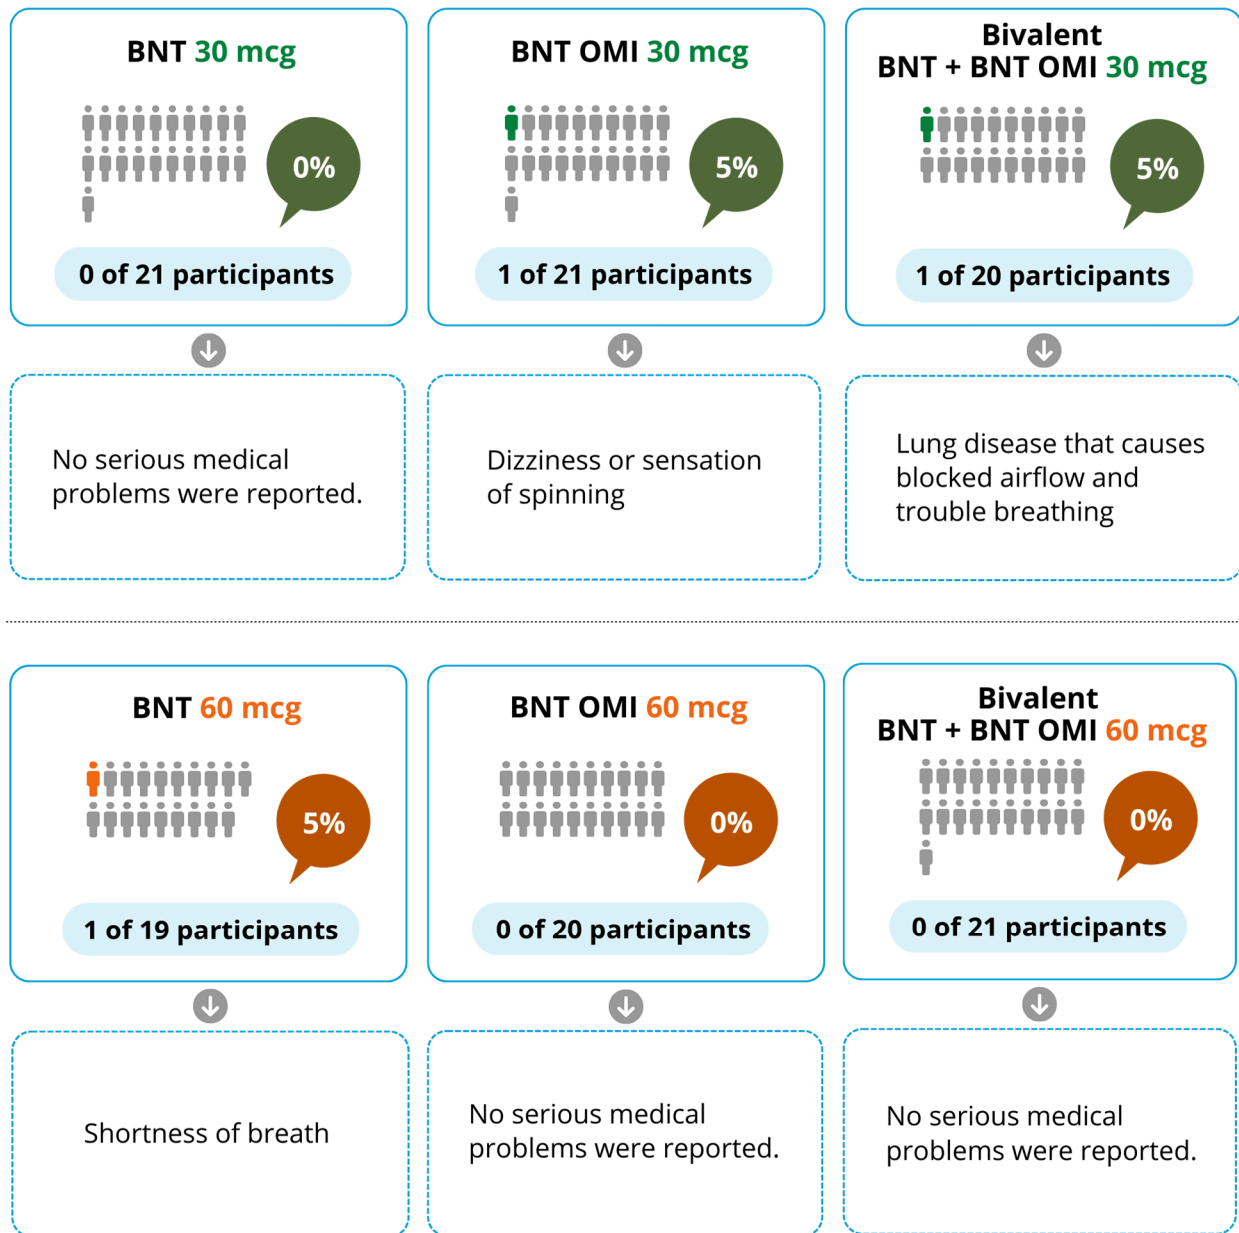 BNT 30 mcg
0%
0 of 21 participants
No serious medical
problems were reported.
BNT OMI 30 mcg
5%
1 of 21 participants
Dizziness or sensation
of spinning
Bivalent
BNT + BNT OMI 30 mcg
5%
1 of 20 participants
Lung disease that causes
blocked airflow and
trouble breathing
BNT 60 mcg
5%
1 of 19 participants
Shortness of breath
BNT OMI 60 mcg
0%
0 of 20 participants
No serious medical
problems were reported.
Bivalent
BNT + BNT OMI 60 mcg
0%
0 of 21 participants
No serious medical
problems were reported.